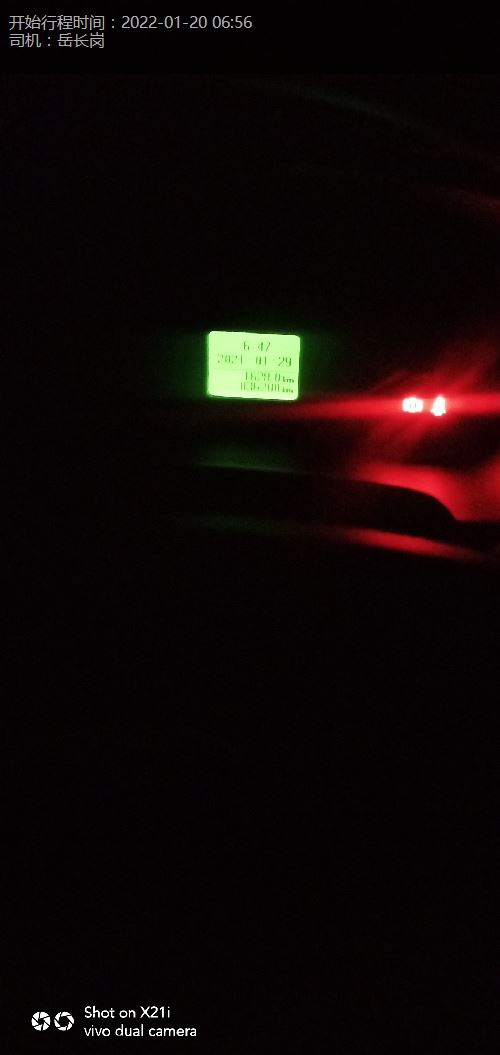 开始行程时间：2022-01-20 06:56
司机：岳长岗
6 47
2021 01 29
Shot on X21i
vivo dual camera